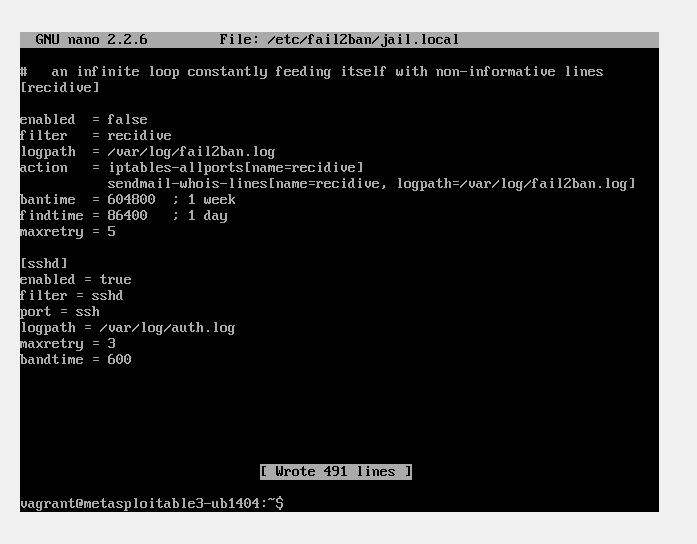 GNU nano 2.2.6 File: /etc/fail2ban/jail.local
# an infinite loop constantly feeding itself with non-informative lines
[recidive]
enabled = false
filter = recidive
logpath = /var/log/fail2ban.log
action = iptables-allports[name=recidive]
sendmail-whois-lines[name=recidive, logpath=/var/log/fail2ban.log]
bantime = 604800 ; 1 week
findtime = 86400 ; 1 day
maxretry = 5
[sshd]
enabled = true
filter = sshd
port = ssh
logpath = /var/log/auth.log
maxretry = 3
bandtime = 600
[ Wrote 491 lines ]
vagrant@metasploitable3-ub1404:~$